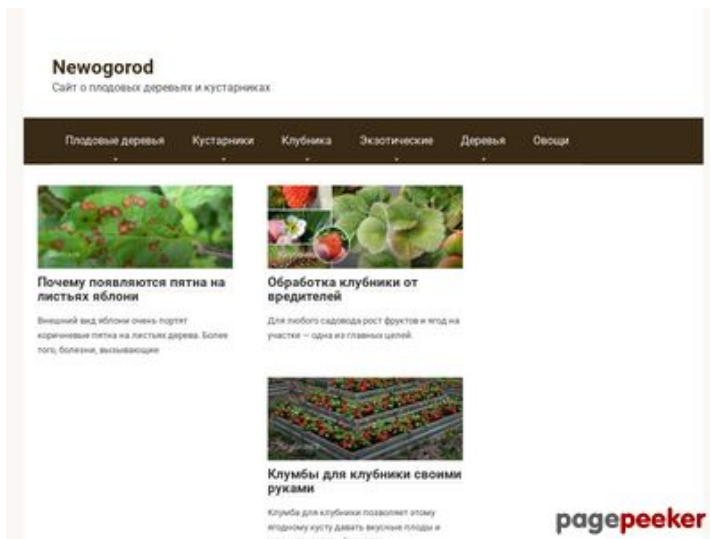 Newogorod
Сайт о плодовых деревьях и кустарниках
Плодовые деревья Кустарники Клубника Экзотические Деревья Овощи
Почему появляются пятна на
листьях яблони
Внешний вид яблони очень портят
коричневые пятна на листьях дерева. Более
того, болезни, вызывающие
Обработка клубники от
вредителей
Для любого садовода рост фруктов и ягод на
участке — одна из главных целей.
Клумбы для клубники своими
руками
Клумба для клубники позволяет этому
ягодному кусту давать вкусные плоды и
pagepeeker